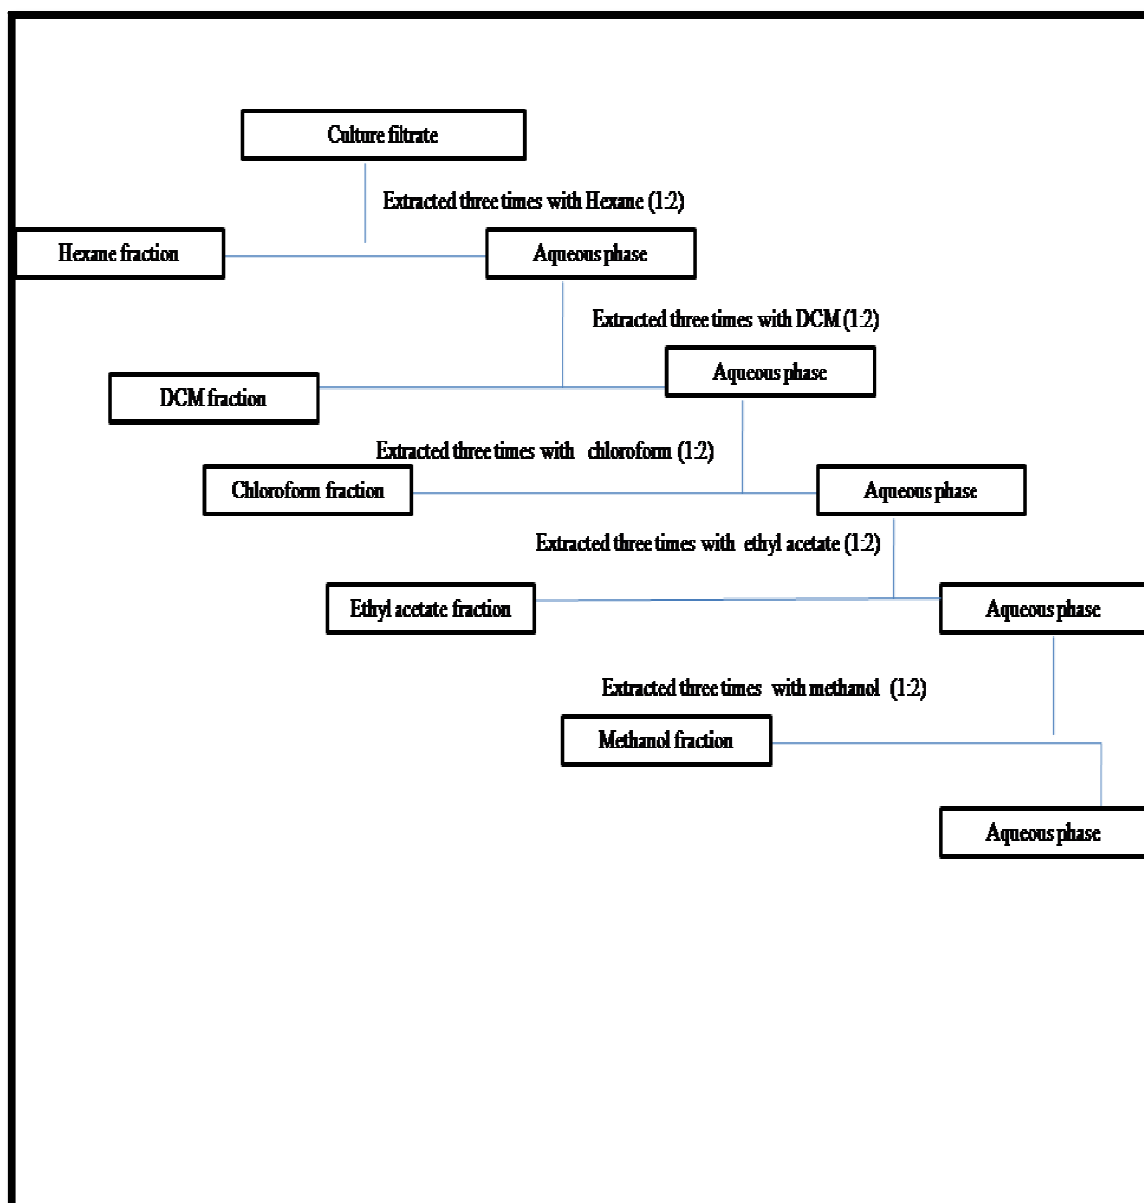 Culture filtrate
Extracted three times with Hexane (1:2)
Hexane fraction
Aqueous phase
Extracted three times with DCM (1:2)
Aqueous phase
DCM fraction
Extracted three times with chloroform (1:2)
Chloroform fraction
Aqueous phase
Extracted three times with ethyl acetate (1:2)
Ethyl acetate fraction
Aqueous phase
Extracted three times with methanol (1:2)
Methanol fraction
Aqueous phase